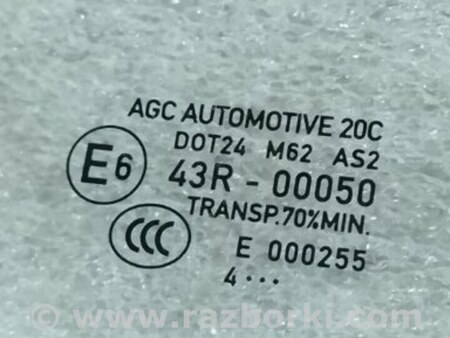 AGC AUTOMOTIVE 20C
DOT24 M62 AS2
E6
43R - 00050
TRANSP.70%MIN.
CCC
E 000255
4 ...
© www.razborki.com